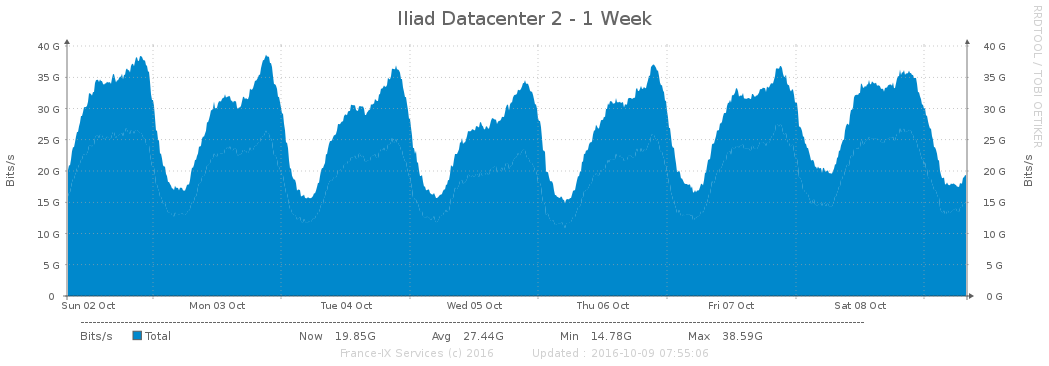 Iliad Datacenter 2 - 1 Week
RRDTOOL / TOBI OETIKER
Bits/s
Bits/s
40 G 40 G
35 G 35 G
30 G 30 G
25 G 25 G
20 G 20 G
15 G 15 G
10 G 10 G
5 G 5 G
0 0 G
Sun 02 Oct Mon 03 Oct Tue 04 Oct Wed 05 Oct Thu 06 Oct Fri 07 Oct Sat 08 Oct
Bits/s Total Now 19.85G Avg 27.44G Min 14.78G Max 38.59G
France-IX Services (c) 2016 Updated : 2016-10-09 07:55:06